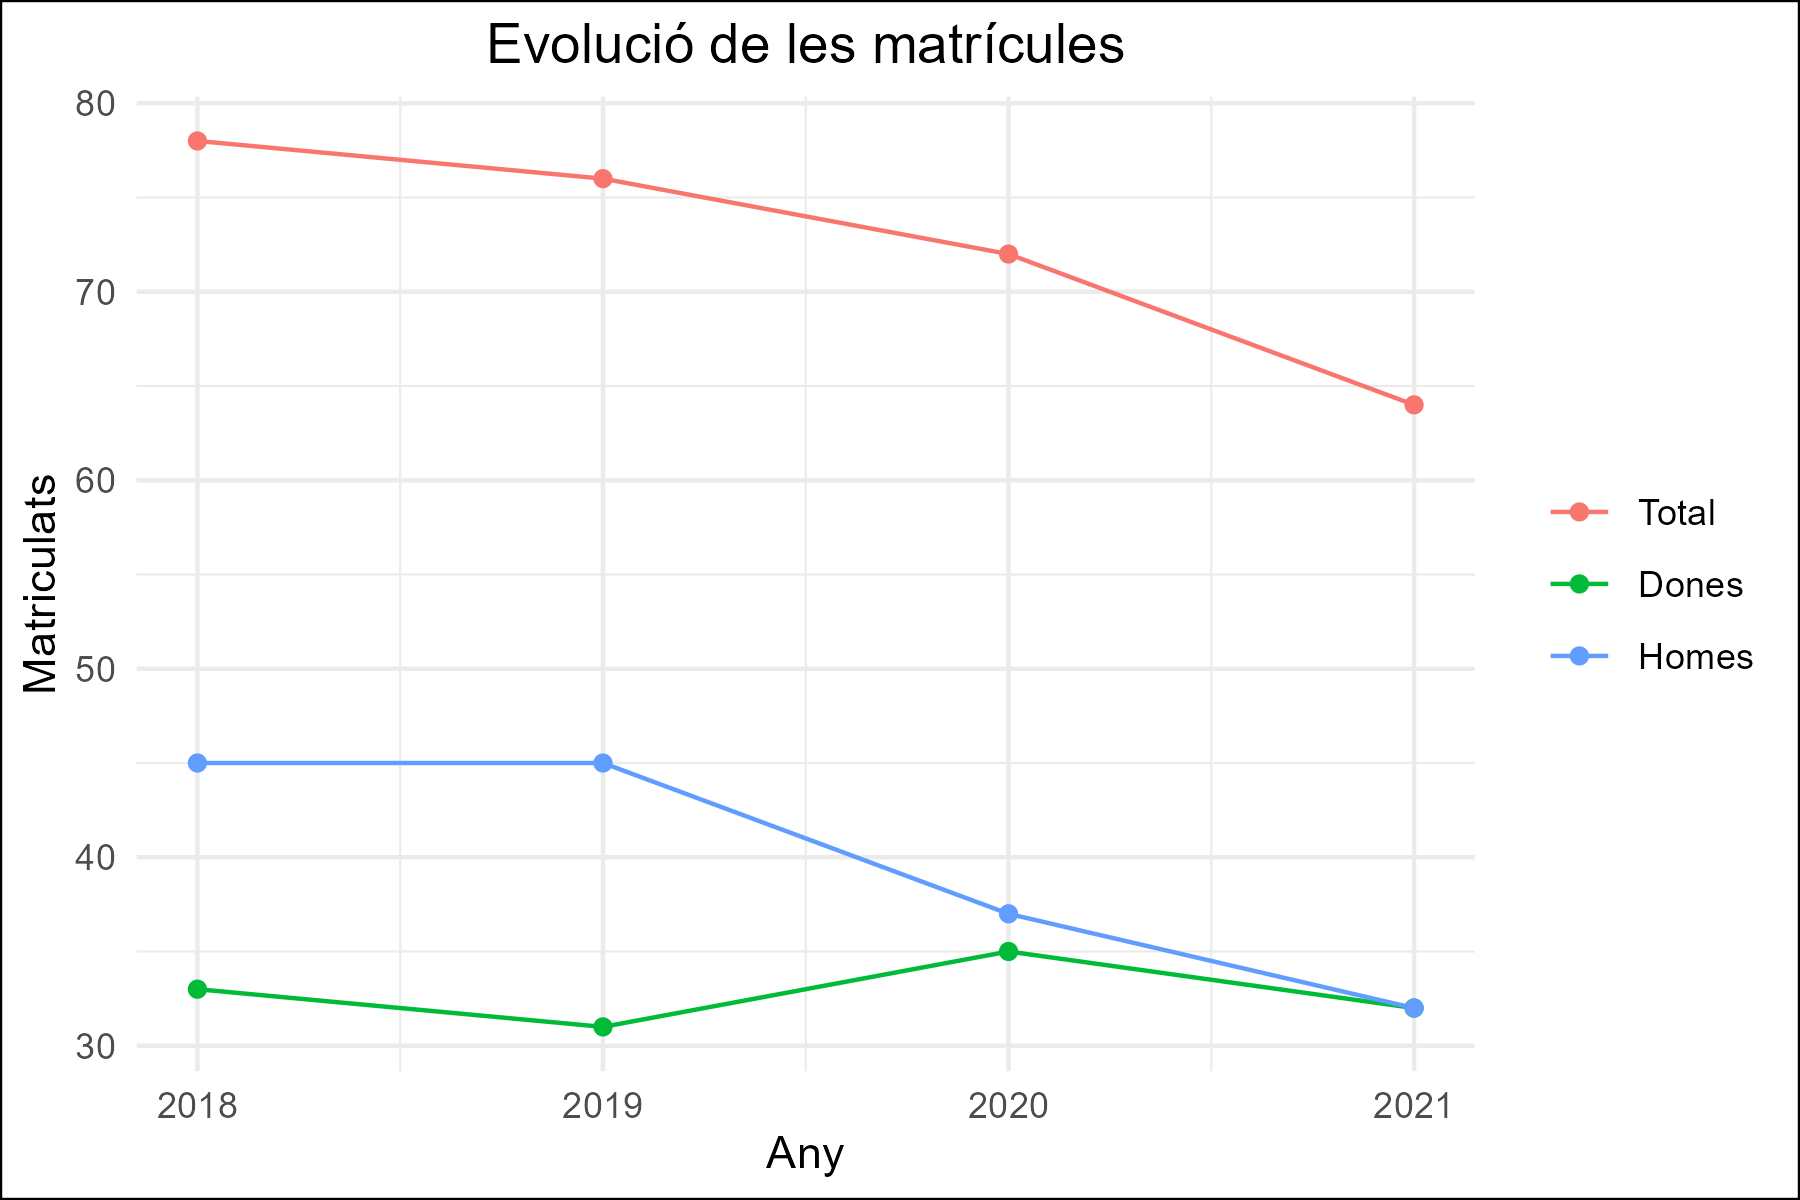 Evolució de les matrícules
Matriculats
80
70
60
50
40
30
2018 2019 2020 2021
Any
Total
Dones
Homes